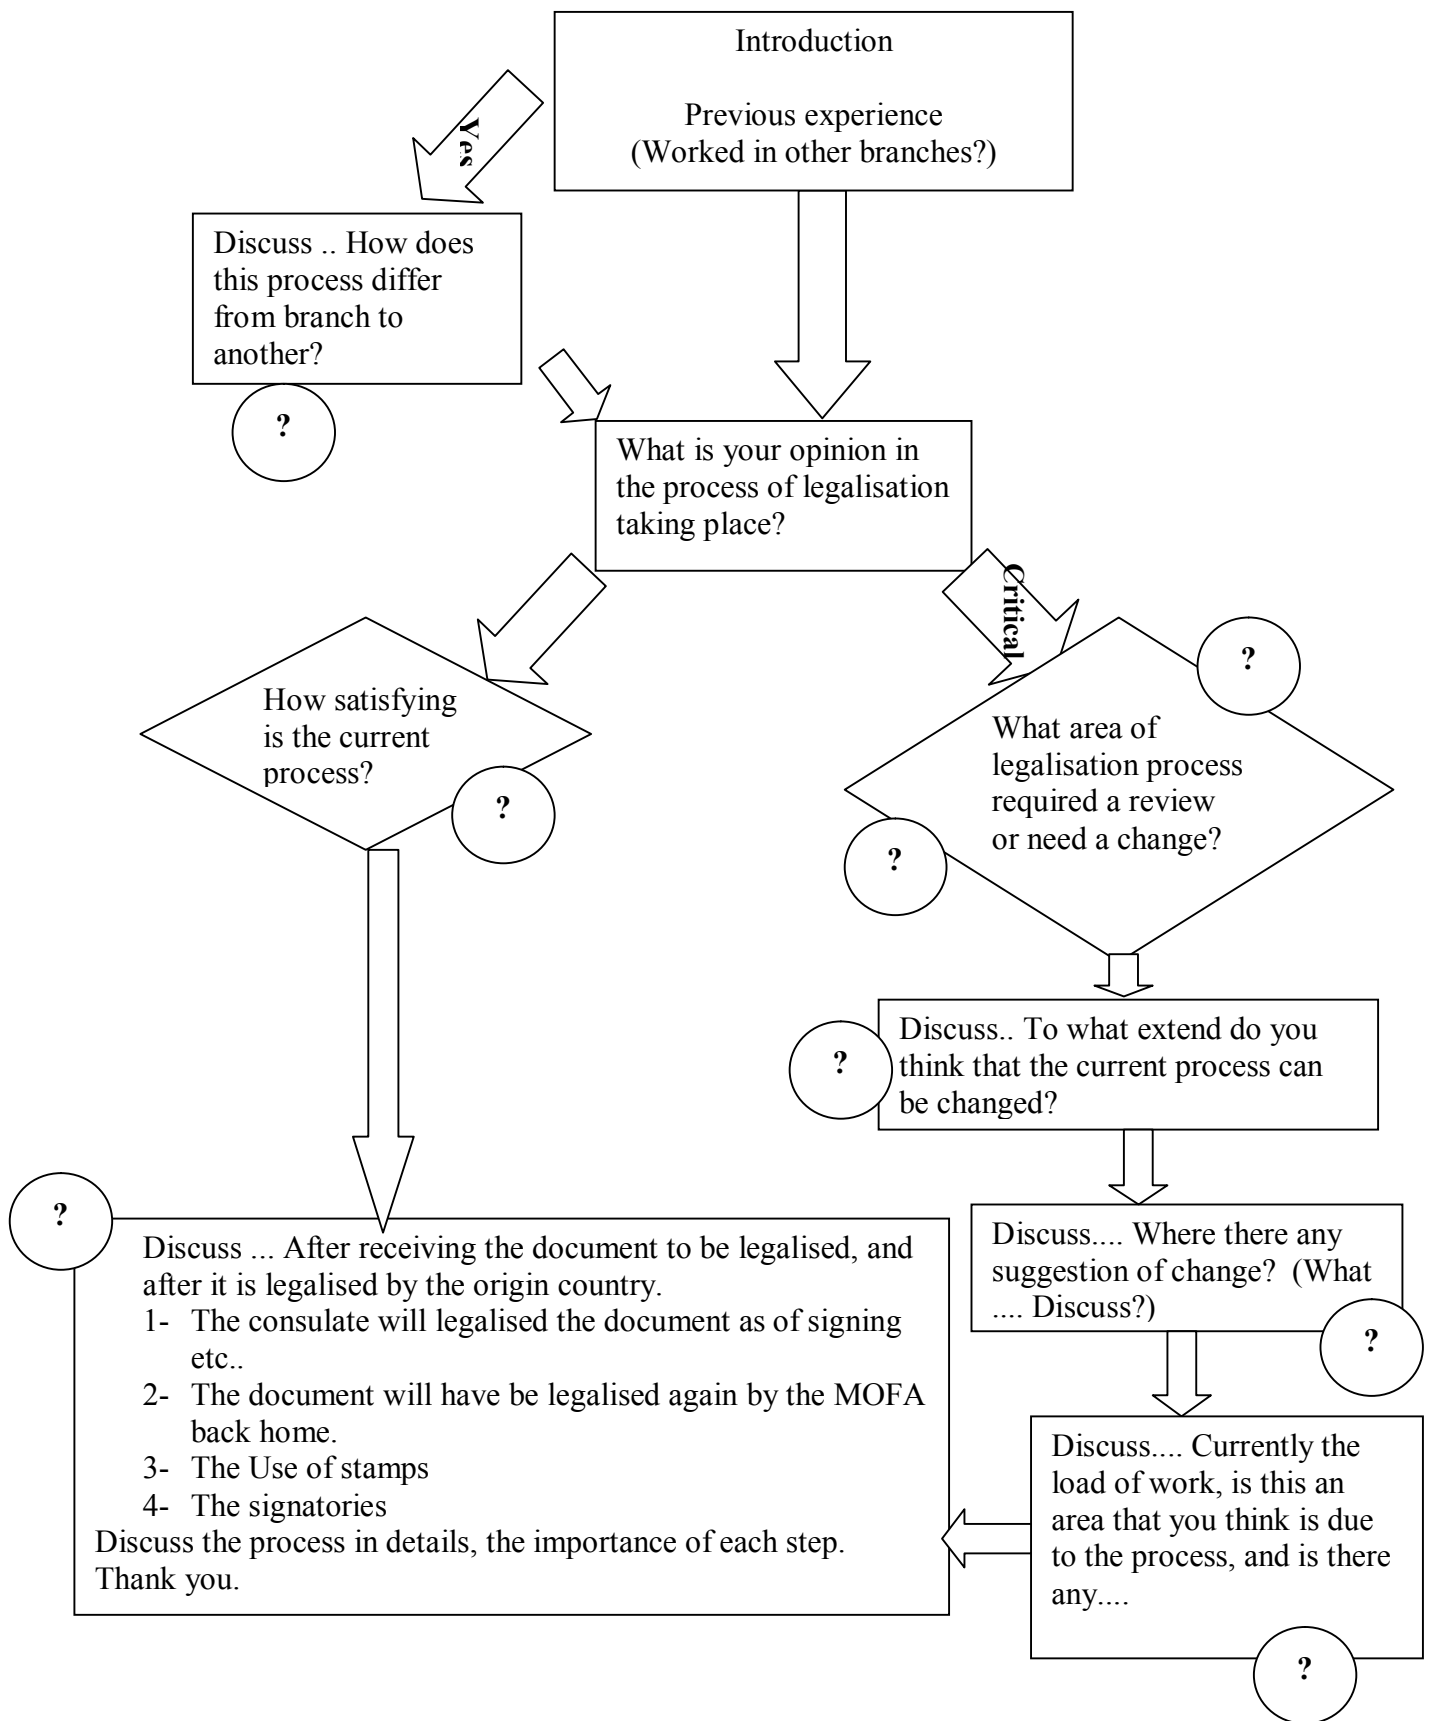 Introduction
Previous experience
(Worked in other branches?)
Yes
Discuss .. How does
this process differ
from branch to
another?
?
What is your opinion in
the process of legalisation
taking place?
Critical
How satisfying
is the current
process?
?
?
What area of
legalisation process
required a review
or need a change?
?
Discuss.. To what extend do you
think that the current process can
be changed?
?
Discuss.... Where there any
suggestion of change?  (What
.... Discuss?)
?
Discuss.... Currently the
load of work, is this an
area that you think is due
to the process, and is there
any....
?
?
Discuss ... After receiving the document to be legalised, and
after it is legalised by the origin country.
1- The consulate will legalised the document as of signing
etc..
2- The document will have be legalised again by the MOFA
back home.
3- The Use of stamps
4- The signatories
Discuss the process in details, the importance of each step.
Thank you.